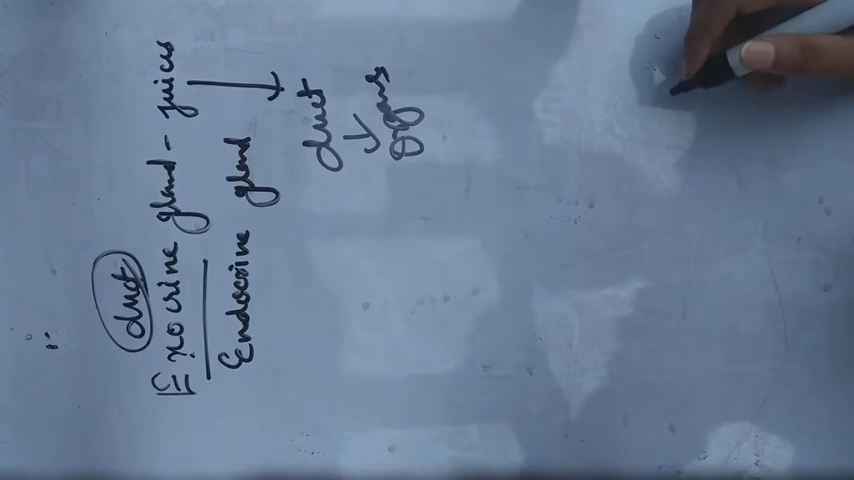 duct
Exocrine gland - juices
Endocrine gland
duct
organs